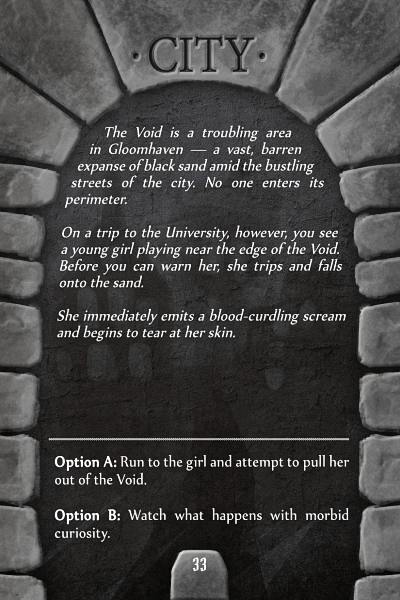 · CITY ·
The Void is a troubling area
in Gloomhaven — a vast, barren
expanse of black sand amid the bustling
streets of the city. No one enters its
perimeter.
On a trip to the University, however, you see
a young girl playing near the edge of the Void.
Before you can warn her, she trips and falls
onto the sand.
She immediately emits a blood-curdling scream
and begins to tear at her skin.
Option A: Run to the girl and attempt to pull her
out of the Void.
Option B: Watch what happens with morbid
curiosity.
33